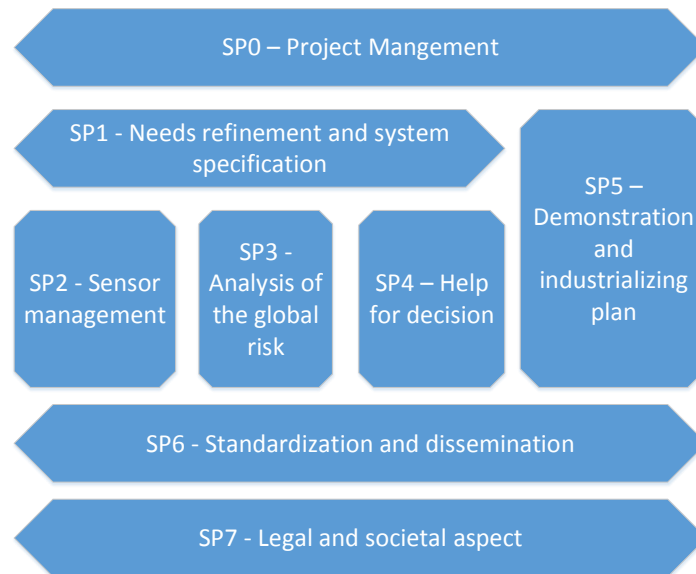 SP0 – Project Mangement
SP1 - Needs refinement and system
specification
SP5 –
Demonstration
and
industrializing
plan
SP2 - Sensor
management
SP3 -
Analysis of
the global
risk
SP4 – Help
for decision
SP6 - Standardization and dissemination
SP7 - Legal and societal aspect